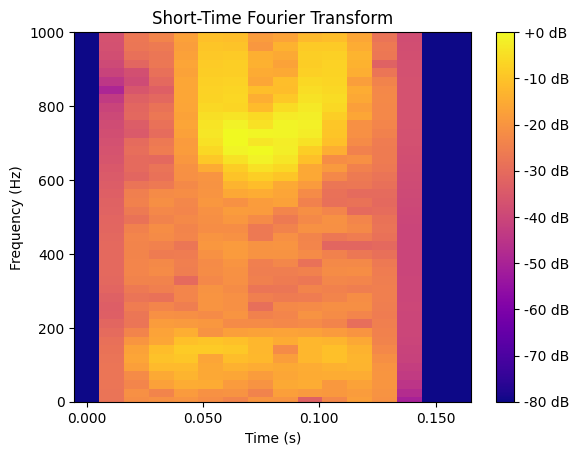 Short-Time Fourier Transform
1000
800
600
400
200
0
Frequency (Hz)
0.000
0.050
0.100
0.150
Time (s)
+0 dB
-10 dB
-20 dB
-30 dB
-40 dB
-50 dB
-60 dB
-70 dB
-80 dB